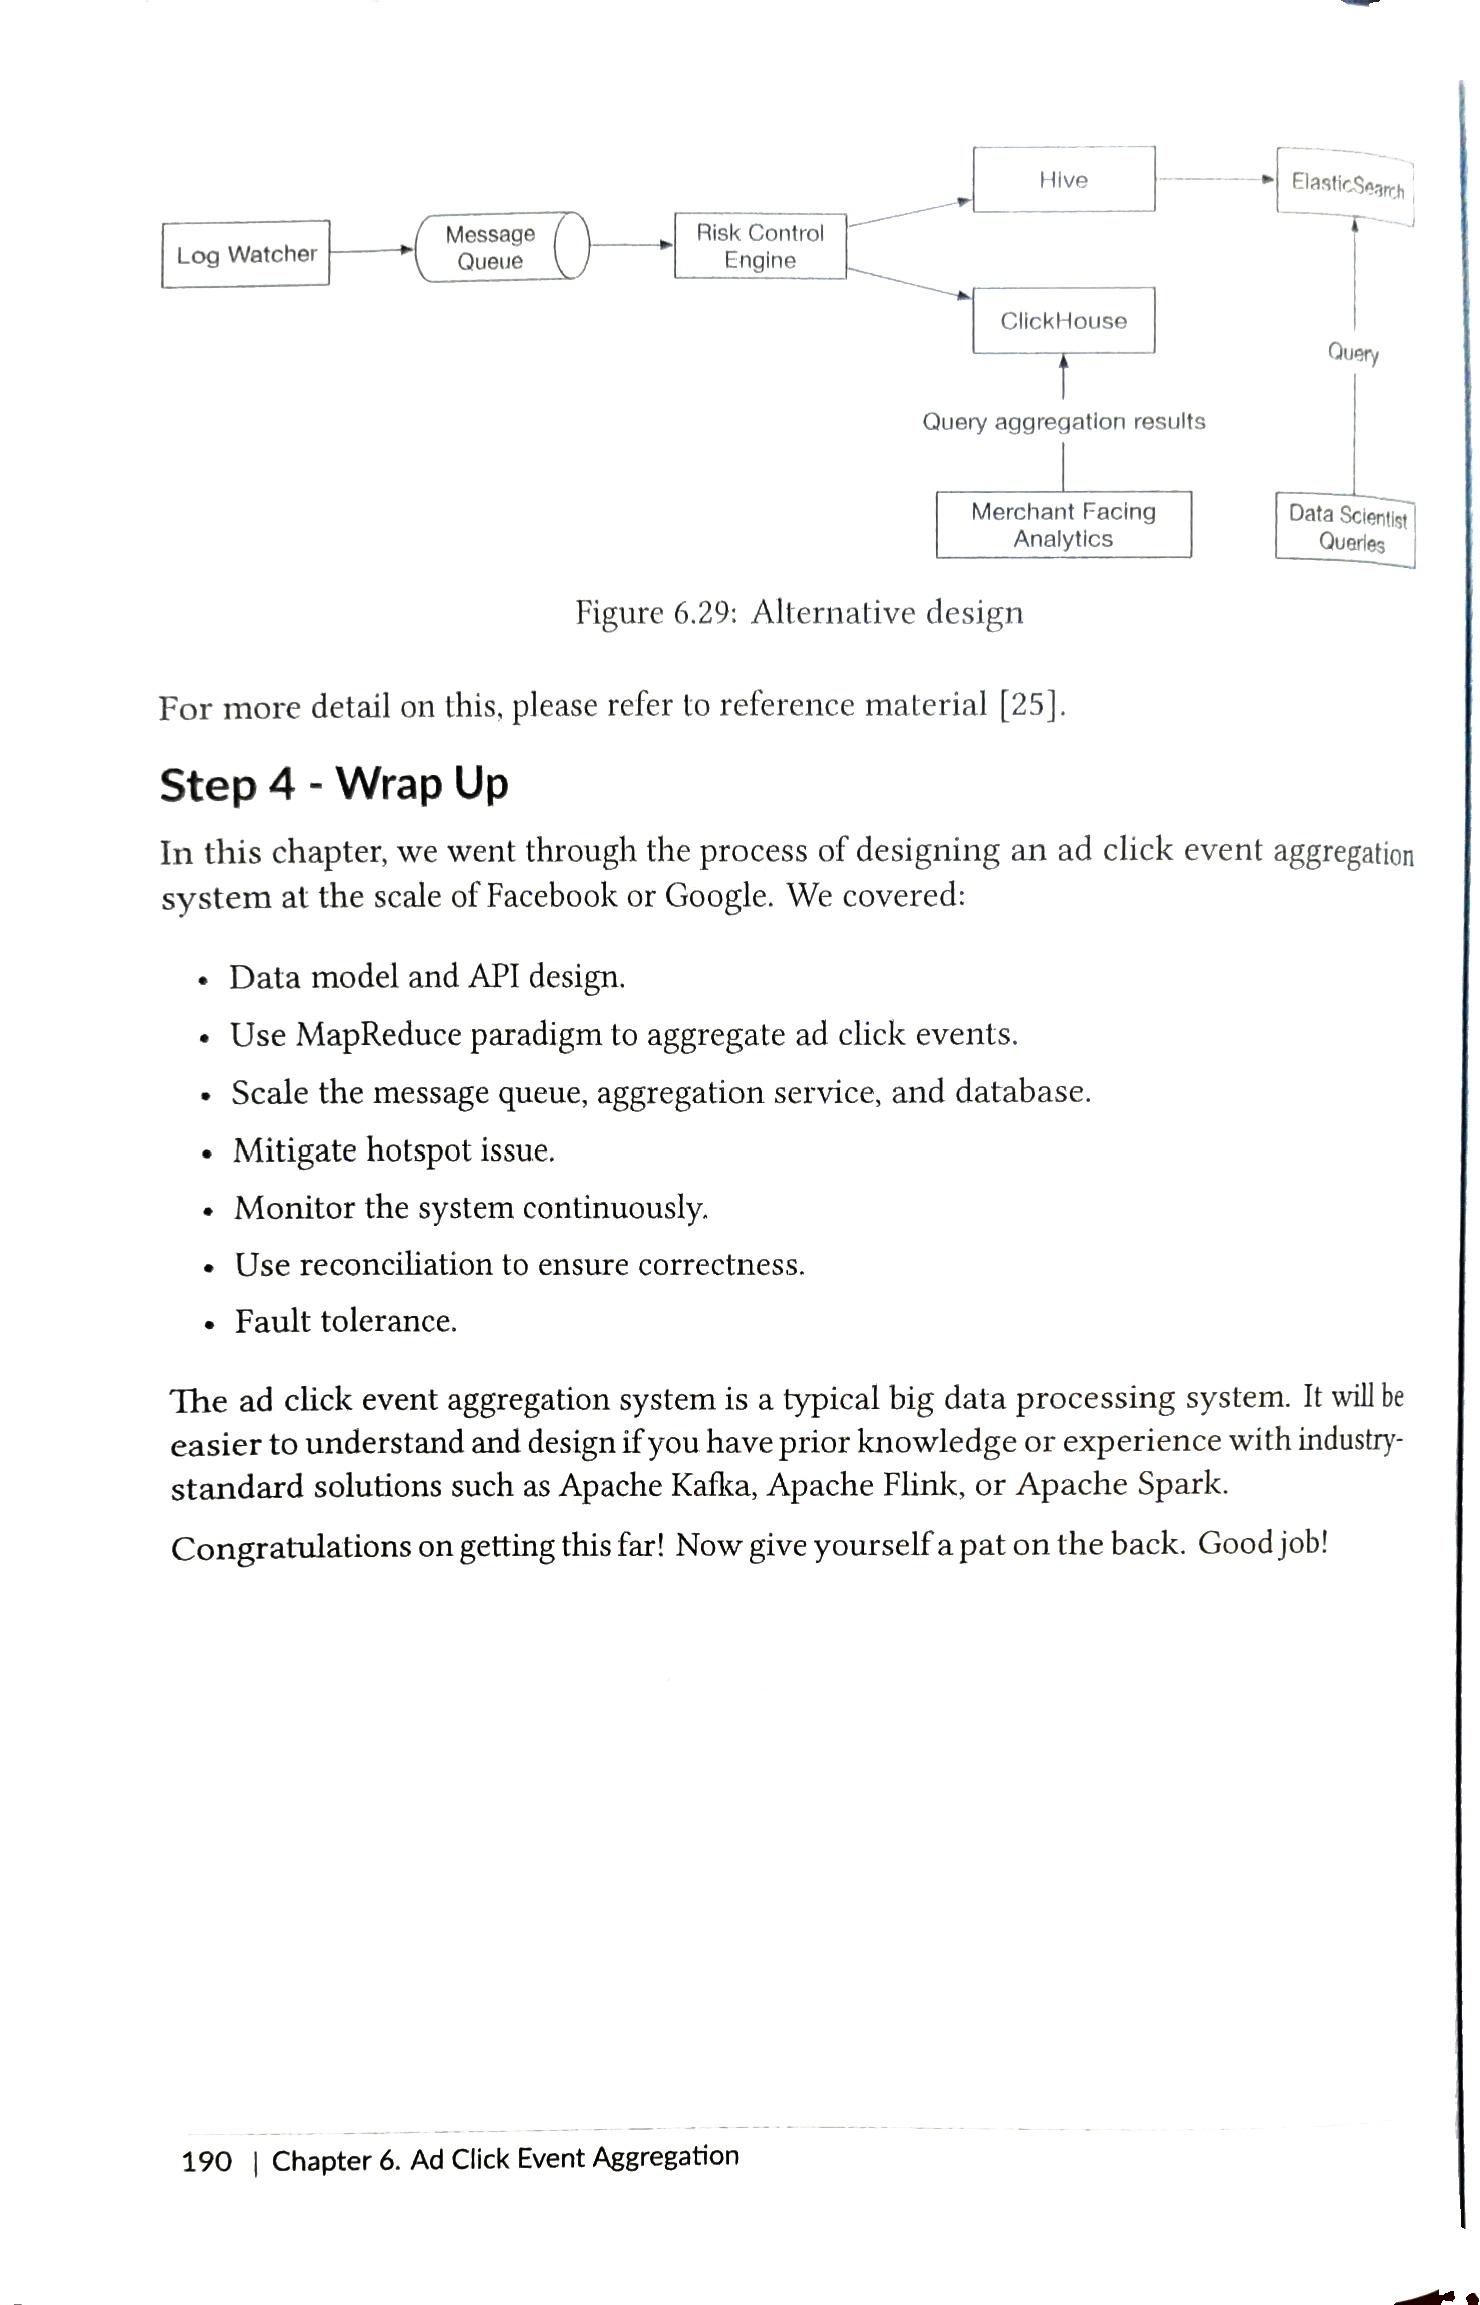 Log Watcher
Message
Queue
Risk Control
Engine
Hive
ElasticSearch
ClickHouse
Query
Query aggregation results
Merchant Facing
Analytics
Data Scientist
Queries
Figure 6.29: Alternative design
For more detail on this, please refer to reference material [25].
Step 4 - Wrap Up
In this chapter, we went through the process of designing an ad click event aggregation
system at the scale of Facebook or Google. We covered:
• Data model and API design.
• Use MapReduce paradigm to aggregate ad click events.
• Scale the message queue, aggregation service, and database.
• Mitigate hotspot issue.
• Monitor the system continuously.
• Use reconciliation to ensure correctness.
• Fault tolerance.
The ad click event aggregation system is a typical big data processing system. It will be
easier to understand and design if you have prior knowledge or experience with industry-
standard solutions such as Apache Kafka, Apache Flink, or Apache Spark.
Congratulations on getting this far! Now give yourself a pat on the back. Good job!
190 | Chapter 6. Ad Click Event Aggregation